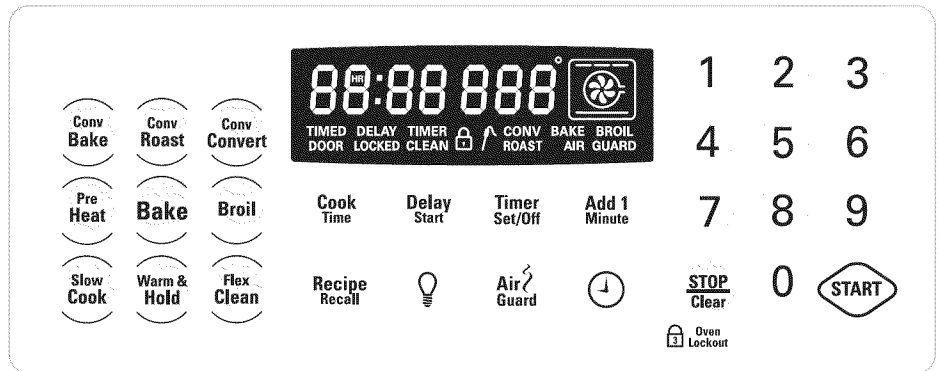 88:88 888°
HR
TIMED DELAY TIMER CONV BAKE BROIL
DOOR LOCKED CLEAN ROAST AIR GUARD
Conv
Bake
Conv
Roast
Conv
Convert
Pre
Heat
Bake
Broil
Slow
Cook
Warm &
Hold
Flex
Clean
Cook
Time
Delay
Start
Timer
Set/Off
Add 1
Minute
Recipe
Recall
Air
Guard
1 2 3
4 5 6
7 8 9
STOP
Clear
0
START
3
Oven
Lockout